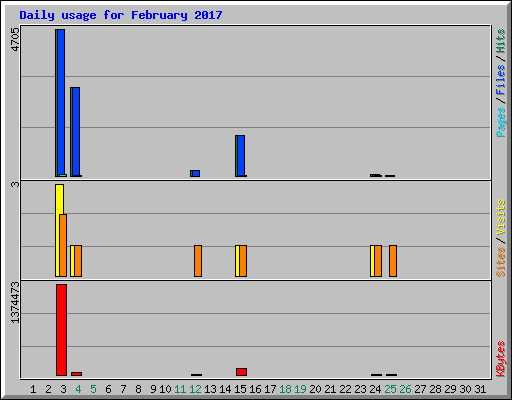 Daily usage for February 2017
4705
Pages/Files/Hits
3
Sites/Visits
1374473
KBytes
1 2 3 4 5 6 7 8 9 10 11 12 13 14 15 16 17 18 19 20 21 22 23 24 25 26 27 28 29 30 31